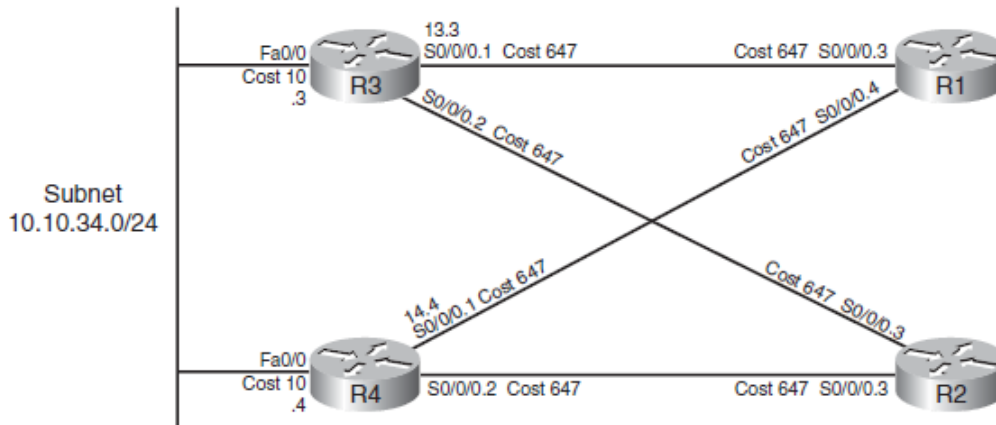 13.3
Fa0/0
S0/0/0.1 Cost 647
Cost 647 S0/0/0.3
Cost 10
.3
R3
R1
S0/0/0.2 Cost 647
Cost 647 S0/0/0.4
Subnet
10.10.34.0/24
14.4
S0/0/0.1 Cost 647
Cost 647 S0/0/0.3
Fa0/0
Cost 10
.4
R4
S0/0/0.2 Cost 647
Cost 647 S0/0/0.3
R2